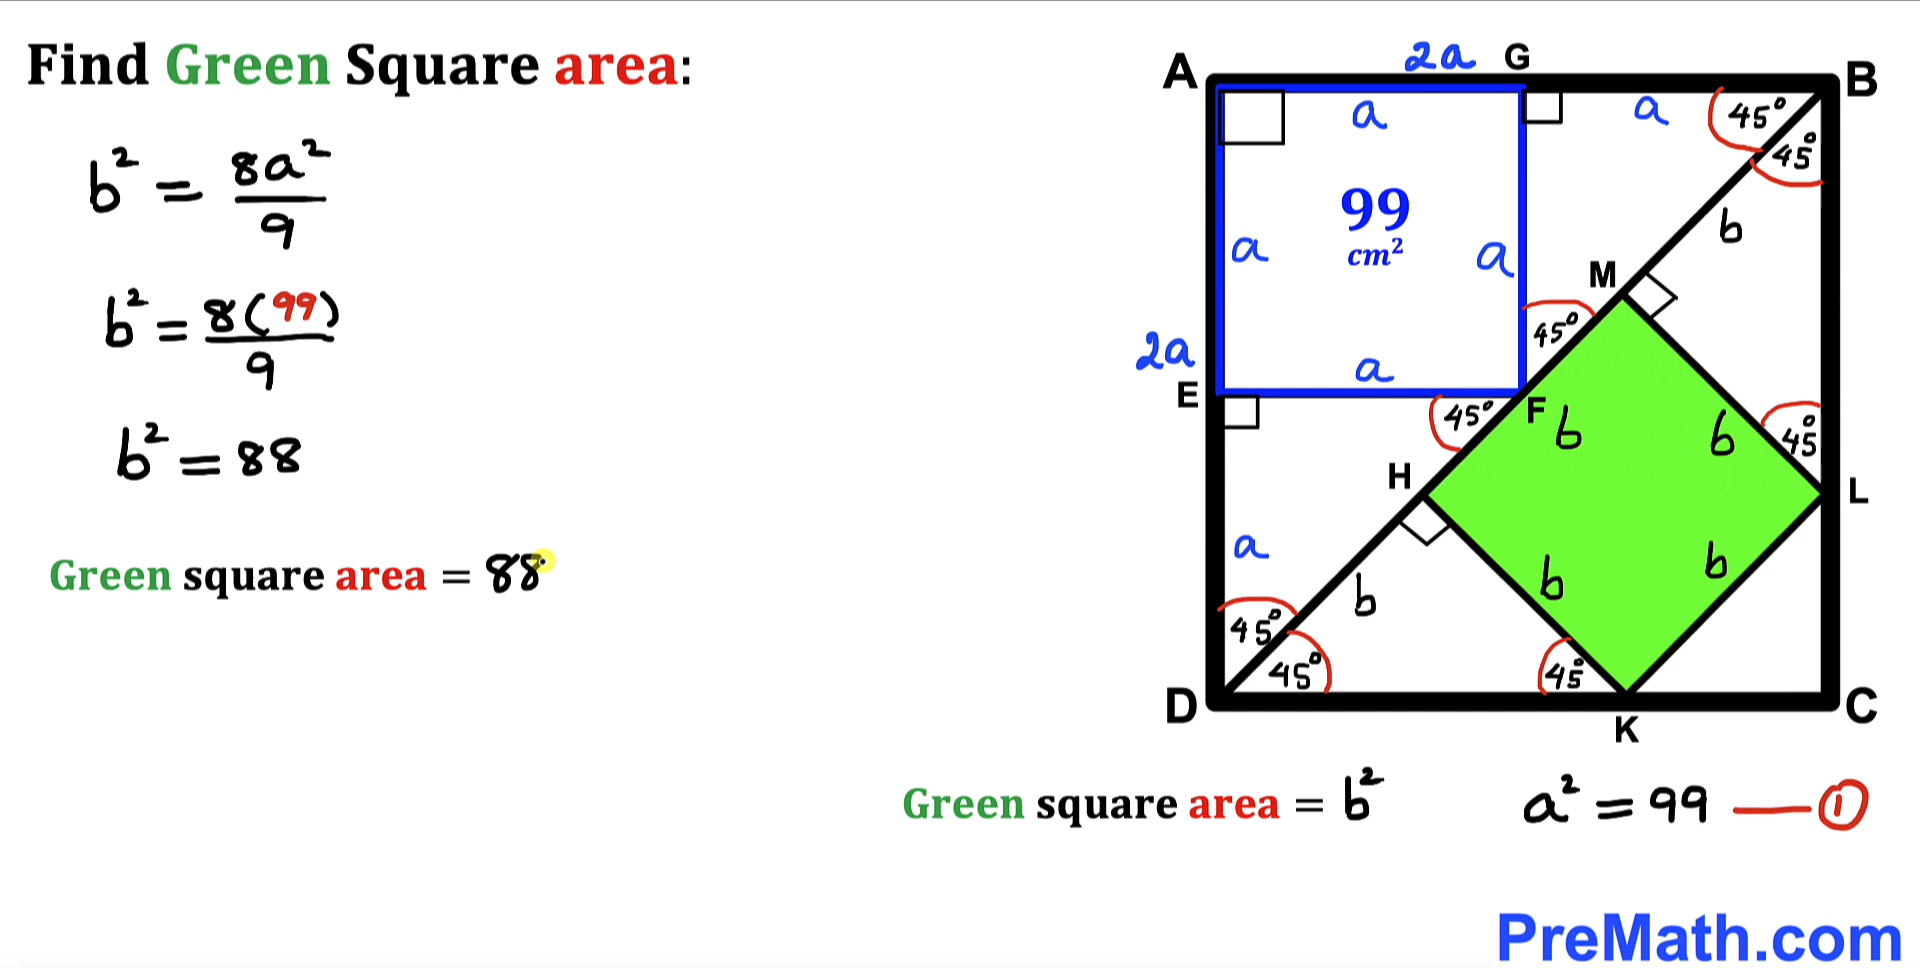 Find Green Square area:
b² = 8a²/9
b² = 8(99)/9
b² = 88
Green square area = 88
A 2a G B
a a 45°
45°
99
cm²
a a b
M
45°
2a a
E 45° F b b 45°
H L
a b b b
45°
45° 45°
D K C
Green square area = b² a² = 99 — ①
PreMath.com